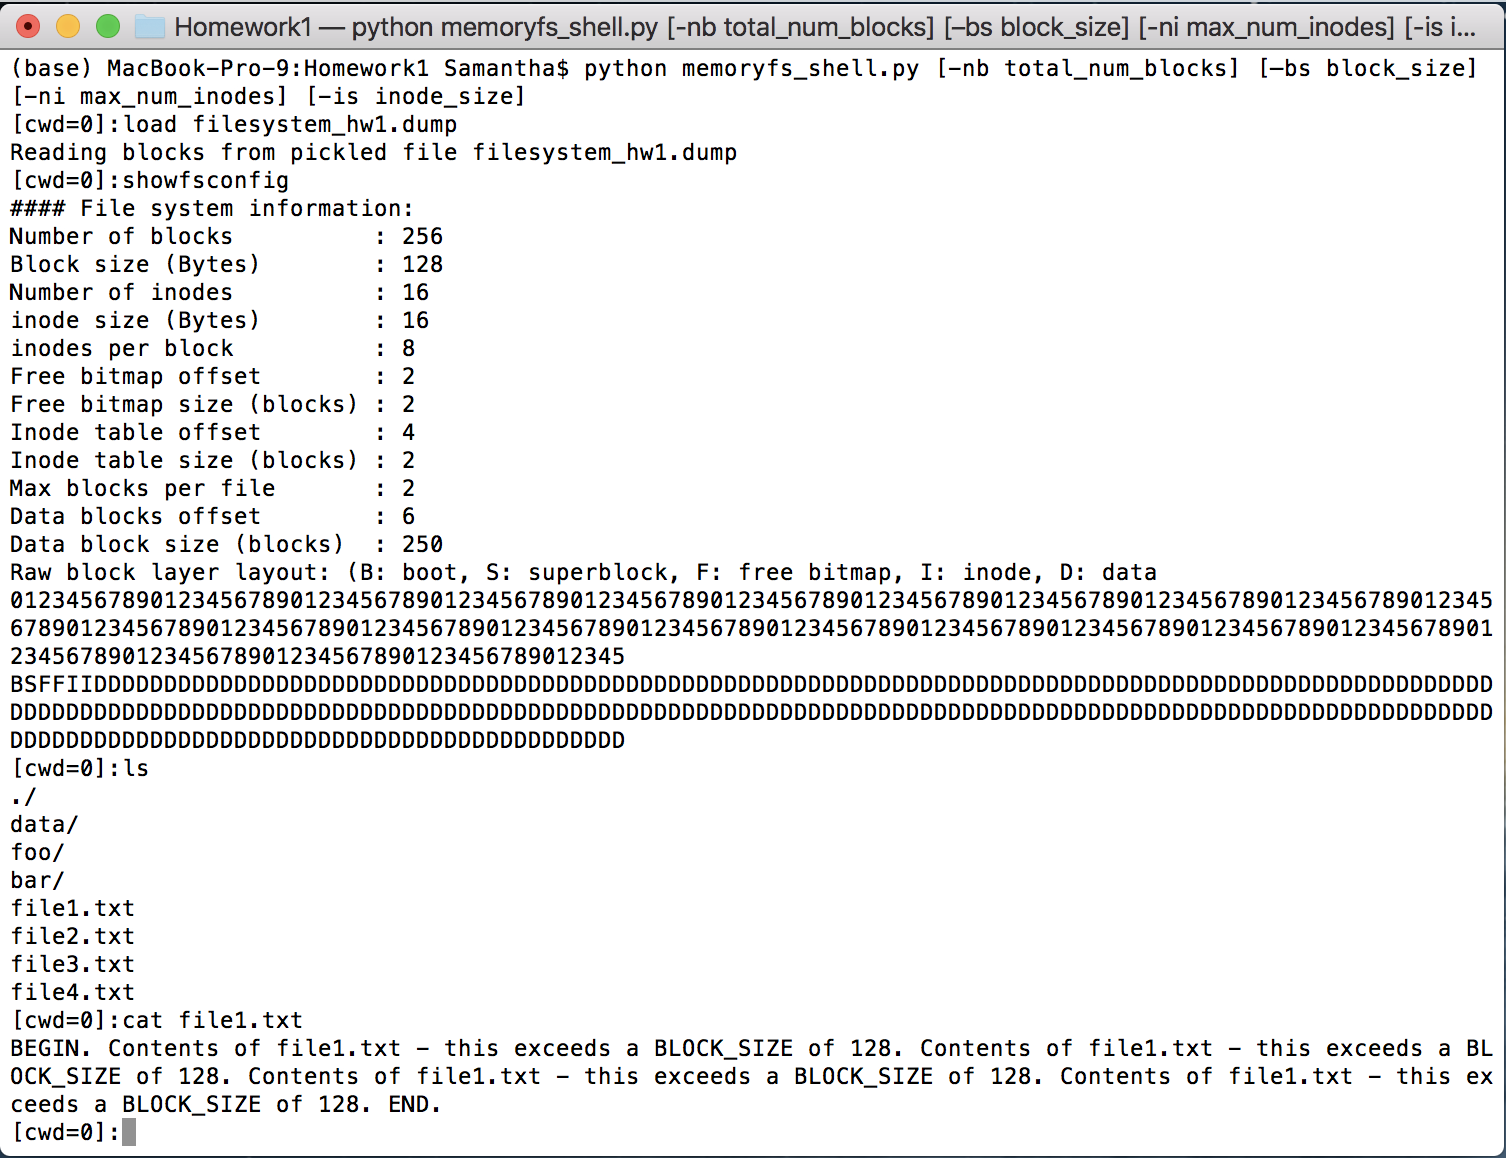 Homework1 — python memoryfs_shell.py [-nb total_num_blocks] [–bs block_size] [-ni max_num_inodes] [-is i...
(base) MacBook-Pro-9:Homework1 Samantha$ python memoryfs_shell.py [-nb total_num_blocks] [–bs block_size]
[-ni max_num_inodes] [-is inode_size]
[cwd=0]:load filesystem_hw1.dump
Reading blocks from pickled file filesystem_hw1.dump
[cwd=0]:showfsconfig
#### File system information:
Number of blocks          : 256
Block size (Bytes)        : 128
Number of inodes          : 16
inode size (Bytes)        : 16
inodes per block          : 8
Free bitmap offset        : 2
Free bitmap size (blocks) : 2
Inode table offset        : 4
Inode table size (blocks) : 2
Max blocks per file       : 2
Data blocks offset        : 6
Data block size (blocks)  : 250
Raw block layer layout: (B: boot, S: superblock, F: free bitmap, I: inode, D: data
0123456789012345678901234567890123456789012345678901234567890123456789012345678901234567890123456789012345
6789012345678901234567890123456789012345678901234567890123456789012345678901234567890123456789012345678901
23456789012345678901234567890123456789012345
BSFFIIDDDDDDDDDDDDDDDDDDDDDDDDDDDDDDDDDDDDDDDDDDDDDDDDDDDDDDDDDDDDDDDDDDDDDDDDDDDDDDDDDDDDDDDDDDDDDDDDDD
DDDDDDDDDDDDDDDDDDDDDDDDDDDDDDDDDDDDDDDDDDDDDDDDDDDDDDDDDDDDDDDDDDDDDDDDDDDDDDDDDDDDDDDDDDDDDDDDDDDDDDDDDD
DDDDDDDDDDDDDDDDDDDDDDDDDDDDDDDDDDDDDDDDDDDD
[cwd=0]:ls
./
data/
foo/
bar/
file1.txt
file2.txt
file3.txt
file4.txt
[cwd=0]:cat file1.txt
BEGIN. Contents of file1.txt - this exceeds a BLOCK_SIZE of 128. Contents of file1.txt - this exceeds a BL
OCK_SIZE of 128. Contents of file1.txt - this exceeds a BLOCK_SIZE of 128. Contents of file1.txt - this ex
ceeds a BLOCK_SIZE of 128. END.
[cwd=0]: